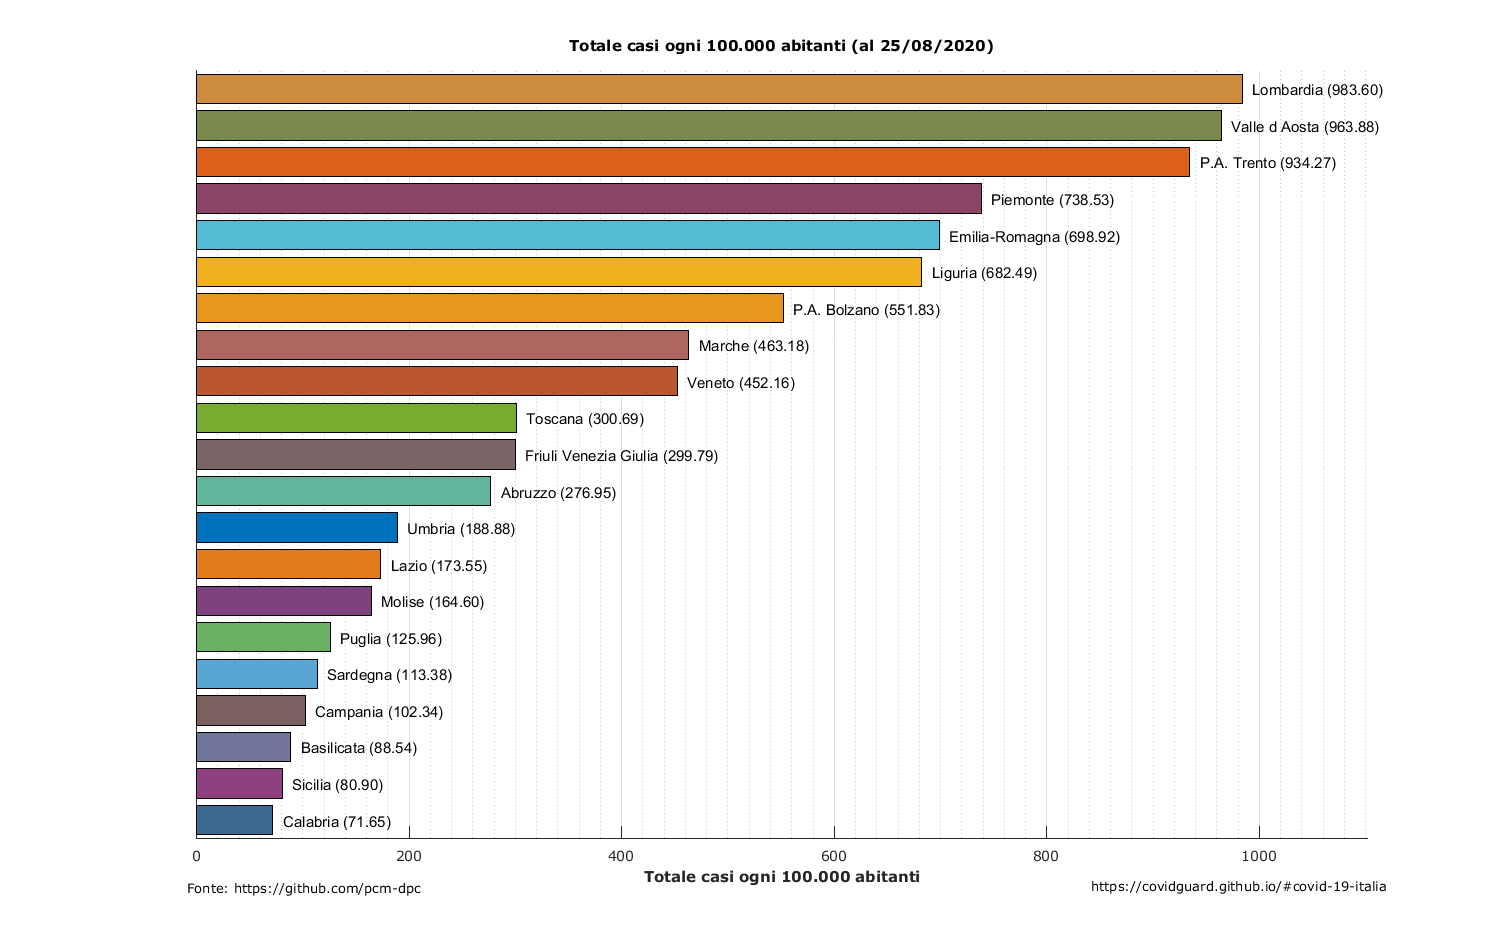 Totale casi ogni 100.000 abitanti (al 25/08/2020)
Lombardia (983.60)
Valle d Aosta (963.88)
P.A. Trento (934.27)
Piemonte (738.53)
Emilia-Romagna (698.92)
Liguria (682.49)
P.A. Bolzano (551.83)
Marche (463.18)
Veneto (452.16)
Toscana (300.69)
Friuli Venezia Giulia (299.79)
Abruzzo (276.95)
Umbria (188.88)
Lazio (173.55)
Molise (164.60)
Puglia (125.96)
Sardegna (113.38)
Campania (102.34)
Basilicata (88.54)
Sicilia (80.90)
Calabria (71.65)
0 200 400 600 800 1000
Totale casi ogni 100.000 abitanti
Fonte: https://github.com/pcm-dpc
https://covidguard.github.io/#covid-19-italia